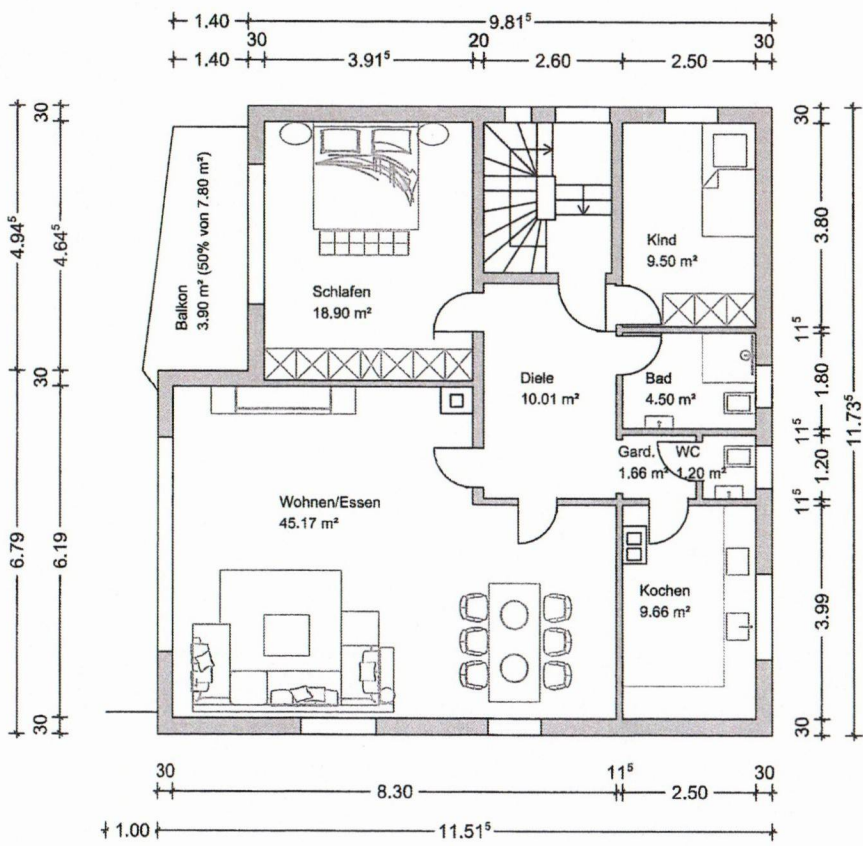 1.40
9.81⁵
30
20
30
1.40
3.91⁵
2.60
2.50
30
30
4.94⁵
4.64⁵
Balkon
3.90 m² (50% von 7.80 m²)
Schlafen
18.90 m²
Kind
9.50 m²
3.80
11⁵
30
Diele
10.01 m²
Bad
4.50 m²
1.80
11.73⁵
11⁵
Gard.
1.66 m²
WC
1.20 m²
1.20
11⁵
Wohnen/Essen
45.17 m²
6.79
6.19
Kochen
9.66 m²
3.99
30
30
30
11⁵
30
8.30
2.50
1.00
11.51⁵